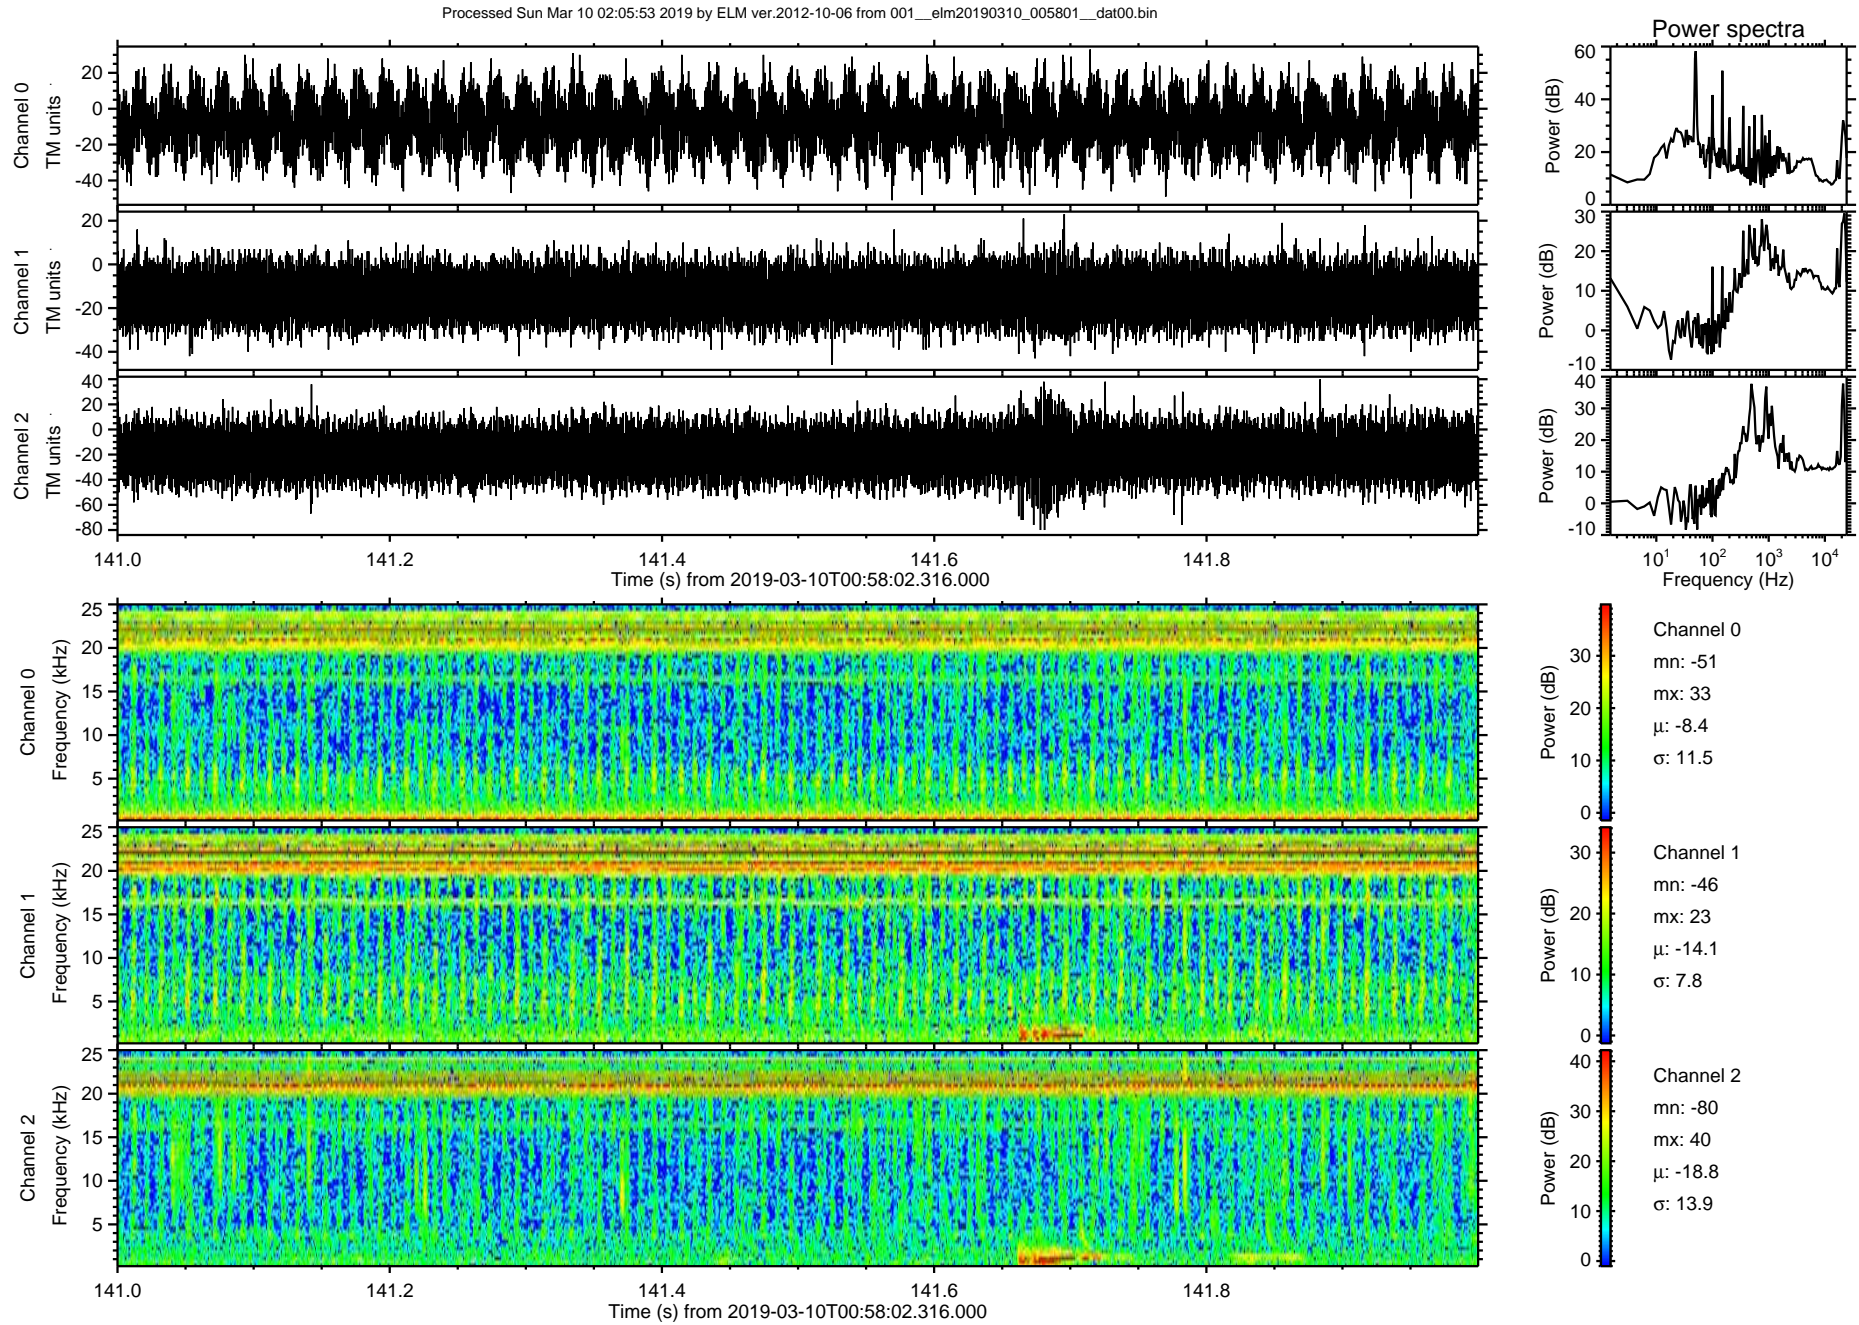 Processed Sun Mar 10 02:05:53 2019 by ELM ver.2012-10-06 from 001__elm20190310_005801__dat00.bin
Power spectra
Channel 0
TM units
20
0
-20
-40
Power (dB)
60
40
20
0
Channel 1
TM units
20
0
-20
-40
Power (dB)
30
20
10
0
-10
Channel 2
TM units
40
20
0
-20
-40
-60
-80
Power (dB)
40
30
20
10
0
-10
141.0 141.2 141.4 141.6 141.8
Time (s) from 2019-03-10T00:58:02.316.000
10^1 10^2 10^3 10^4
Frequency (Hz)
Channel 0
Frequency (kHz)
25
20
15
10
5
Power (dB)
30
20
10
0
Channel 0
mn: -51
mx: 33
μ: -8.4
σ: 11.5
Channel 1
Frequency (kHz)
25
20
15
10
5
Power (dB)
30
20
10
0
Channel 1
mn: -46
mx: 23
μ: -14.1
σ: 7.8
Channel 2
Frequency (kHz)
25
20
15
10
5
Power (dB)
40
30
20
10
0
Channel 2
mn: -80
mx: 40
μ: -18.8
σ: 13.9
141.0 141.2 141.4 141.6 141.8
Time (s) from 2019-03-10T00:58:02.316.000